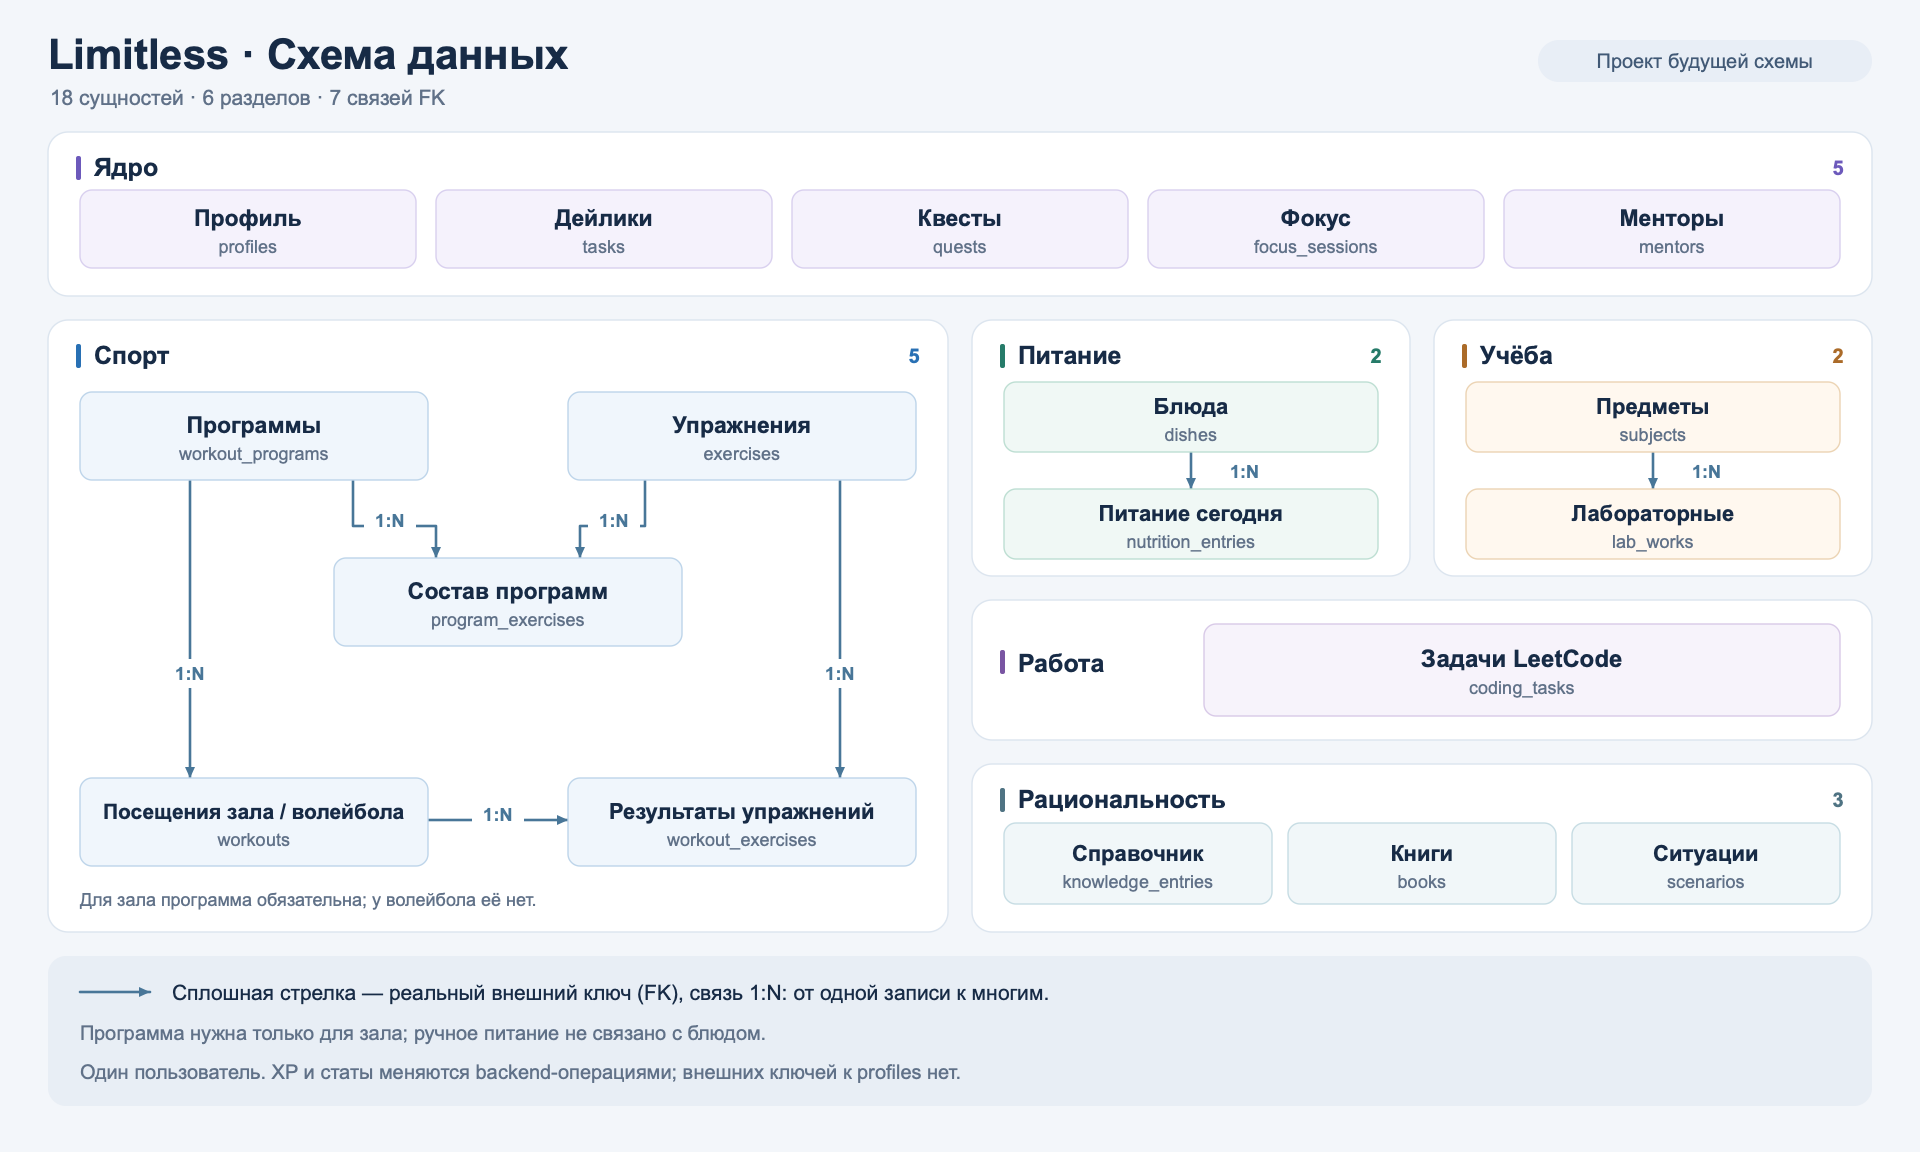 Limitless · Схема данных
Проект будущей схемы
18 сущностей · 6 разделов · 7 связей FK
Ядро
5
Профиль
profiles
Дейлики
tasks
Квесты
quests
Фокус
focus_sessions
Менторы
mentors
Спорт
5
Программы
workout_programs
Упражнения
exercises
1:N
1:N
Состав программ
program_exercises
1:N
1:N
Посещения зала / волейбола
workouts
1:N
Результаты упражнений
workout_exercises
Для зала программа обязательна; у волейбола её нет.
Питание
2
Блюда
dishes
1:N
Питание сегодня
nutrition_entries
Учёба
2
Предметы
subjects
1:N
Лабораторные
lab_works
Работа
Задачи LeetCode
coding_tasks
Рациональность
3
Справочник
knowledge_entries
Книги
books
Ситуации
scenarios
Сплошная стрелка — реальный внешний ключ (FK), связь 1:N: от одной записи к многим.
Программа нужна только для зала; ручное питание не связано с блюдом.
Один пользователь. XP и статы меняются backend-операциями; внешних ключей к profiles нет.